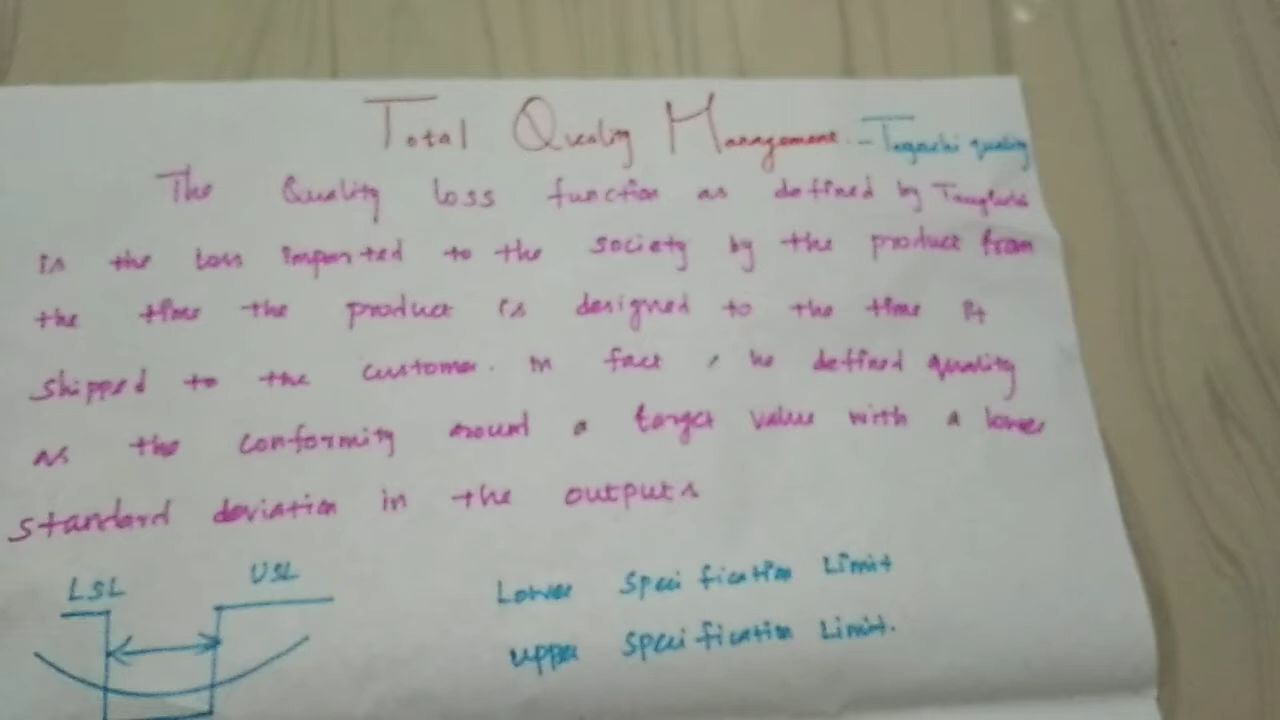 Total Quality Management - Taguchi quality
The Quality loss function as defined by
is the loss imparted to the society by the product from
the time the product is designed to the time it
shipped to the customer. In fact, he defined quality
as the conformity around a target value with a lower
standard deviation in the outputs
LSL USL
Lower Specification Limit
upper Specification Limit.